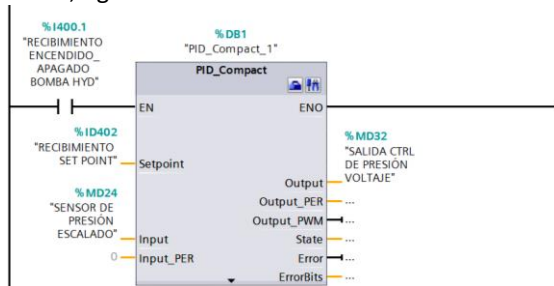 %I400.1
"RECIBIMIENTO
ENCENDIDO_
APAGADO
BOMBA HYD"
%DB1
"PID_Compact_1"
PID_Compact
EN
ENO
%ID402
"RECIBIMIENTO
SET POINT"
Setpoint
%MD24
"SENSOR DE
PRESIÓN
ESCALADO"
Input
0
Input_PER
%MD32
"SALIDA CTRL
DE PRESIÓN
VOLTAJE"
Output
Output_PER
...
Output_PWM
...
State
...
Error
...
ErrorBits
...